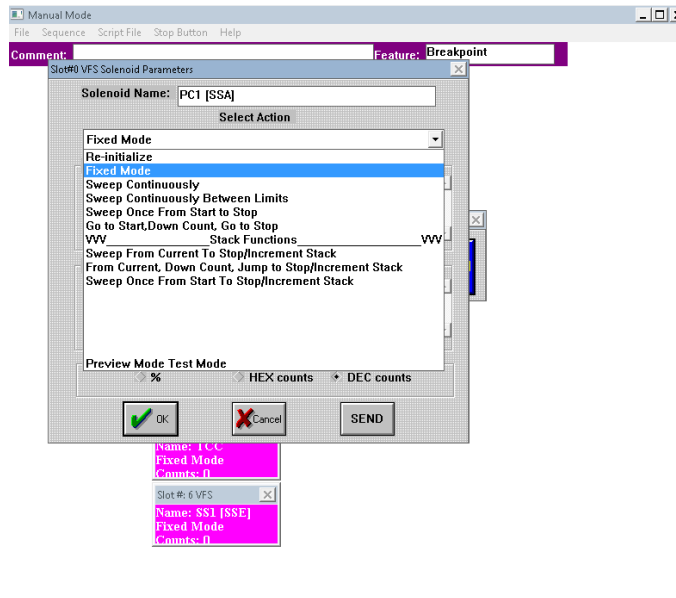 Manual Mode
File Sequence Script File Stop Button Help
Comment: Feature: Breakpoint
Slot#0 VFS Solenoid Parameters
Solenoid Name: PC1 [SSA]
Select Action
Fixed Mode
Re-initialize
Fixed Mode
Sweep Continuously
Sweep Continuously Between Limits
Sweep Once From Start to Stop
Go to Start,Down Count, Go to Stop
VVV_______________Stack Functions__________________VVV
Sweep From Current To Stop/Increment Stack
From Current, Down Count, Jump to Stop/Increment Stack
Sweep Once From Start To Stop/Increment Stack
Preview Mode Test Mode
% HEX counts DEC counts
OK Cancel SEND
Name: TCC
Fixed Mode
Counts: 0
Slot #: 6 VFS
Name: SS1 [SSE]
Fixed Mode
Counts: 0